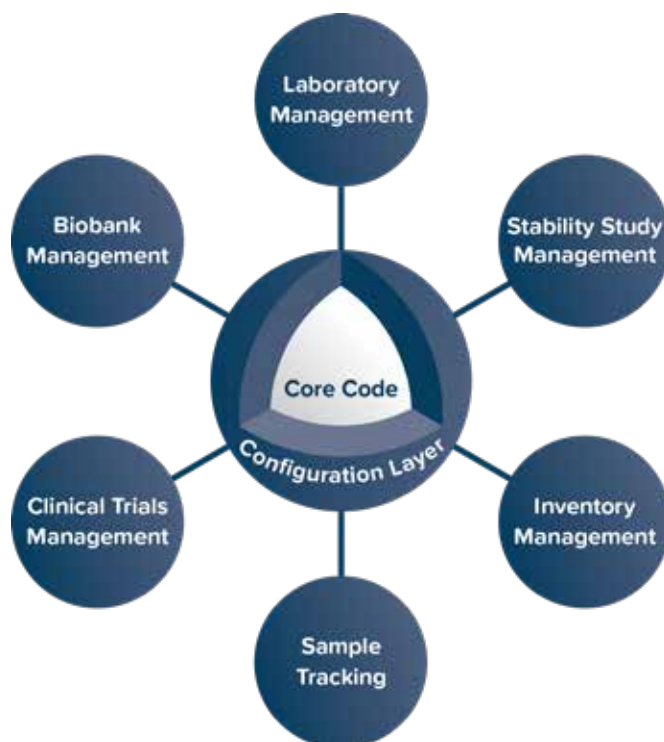 Laboratory
Management
Biobank
Management
Stability Study
Management
Core Code
Configuration Layer
Clinical Trials
Management
Inventory
Management
Sample
Tracking